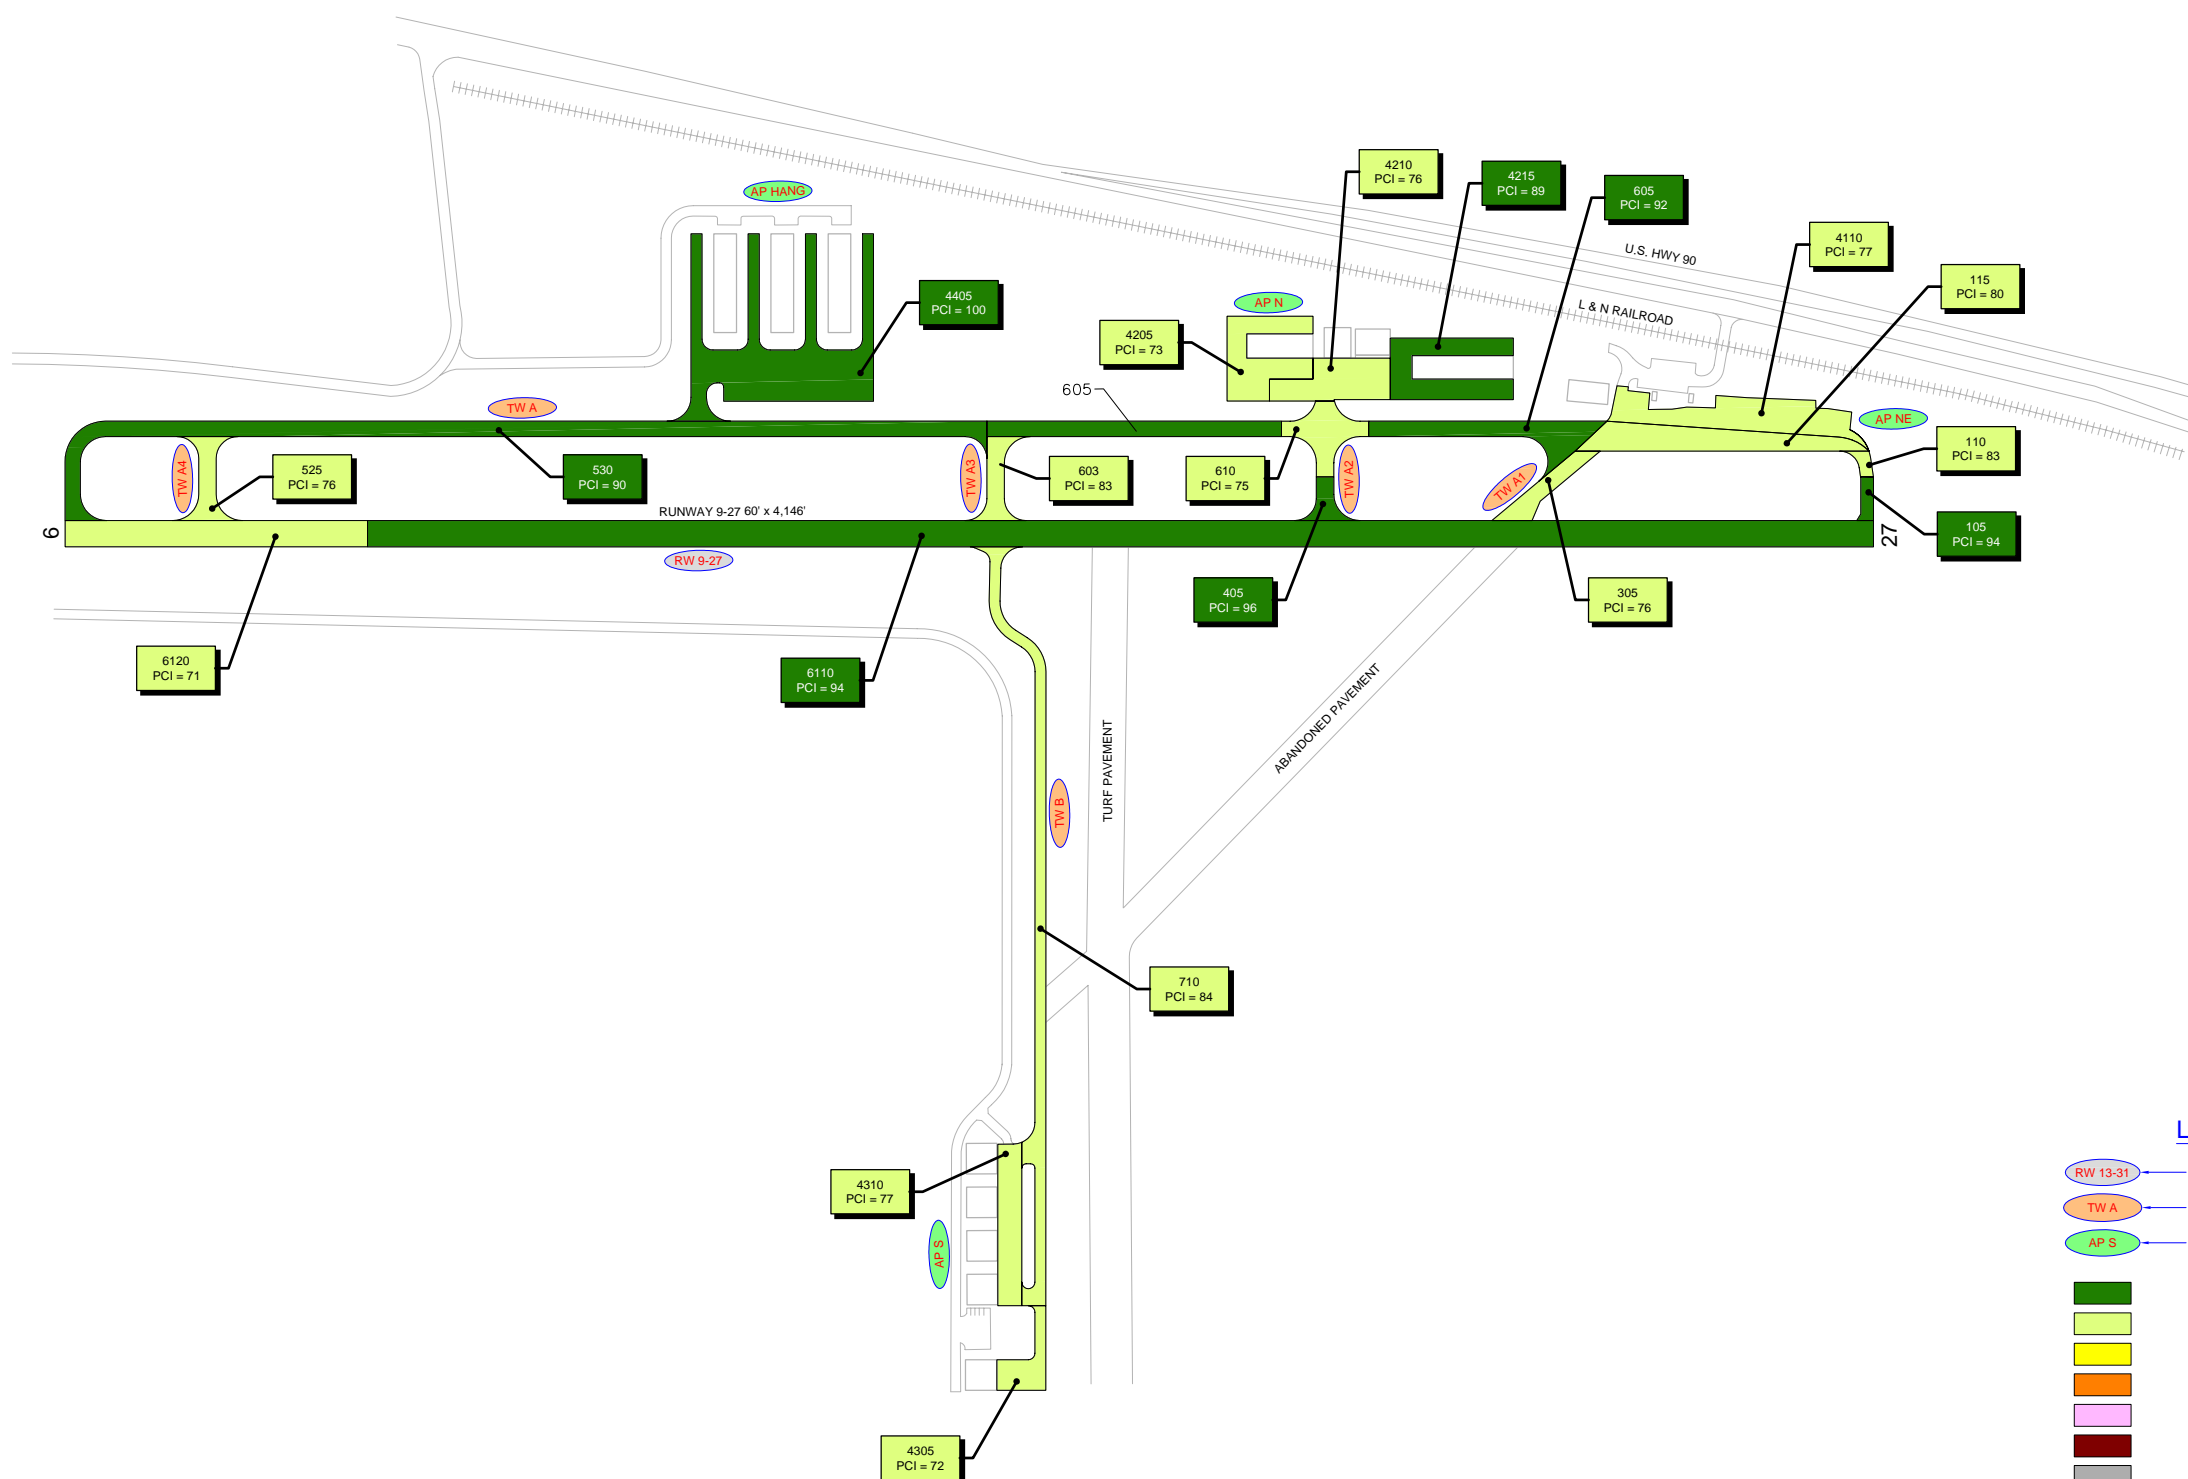 4210
PCI = 76
4215
PCI = 89
605
PCI = 92
AP HANG
U.S. HWY 90
4110
PCI = 77
115
PCI = 80
4405
PCI = 100
AP N
L & N RAILROAD
4205
PCI = 73
605
TW A
AP NE
110
PCI = 83
TW A4
525
PCI = 76
530
PCI = 90
TW A3
603
PCI = 83
610
PCI = 75
TW A2
TW A1
RUNWAY 9-27 60' x 4,146'
9
27
105
PCI = 94
RW 9-27
405
PCI = 96
305
PCI = 76
6120
PCI = 71
6110
PCI = 94
ABANDONED PAVEMENT
TURF PAVEMENT
TW B
710
PCI = 84
L
4310
PCI = 77
RW 13-31
TW A
AP S
AP S
4305
PCI = 72